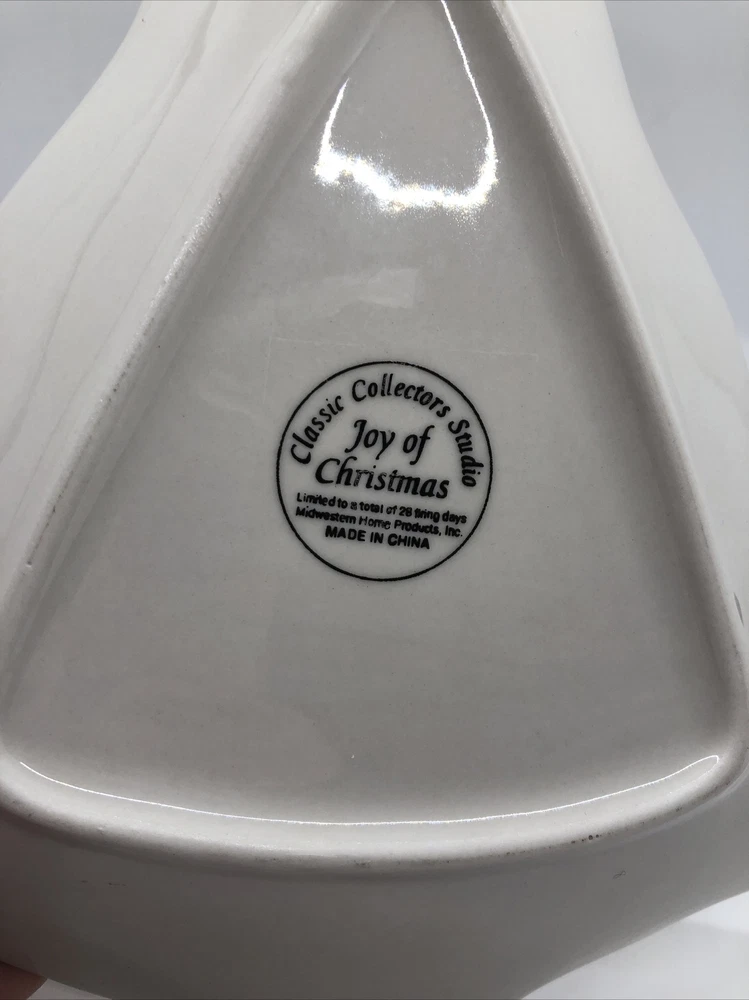 Classic Collectors Studio
Joy of
Christmas
Limited to a total of 28 firing days
Midwestern Home Products, Inc.
MADE IN CHINA